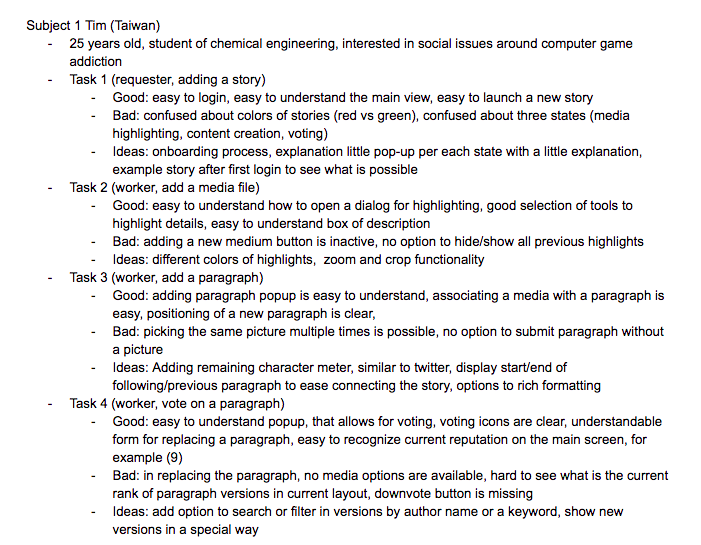 Subject 1 Tim (Taiwan)
- 25 years old, student of chemical engineering, interested in social issues around computer game
addiction
- Task 1 (requester, adding a story)
- Good: easy to login, easy to understand the main view, easy to launch a new story
- Bad: confused about colors of stories (red vs green), confused about three states (media
highlighting, content creation, voting)
- Ideas: onboarding process, explanation little pop-up per each state with a little explanation,
example story after first login to see what is possible
- Task 2 (worker, add a media file)
- Good: easy to understand how to open a dialog for highlighting, good selection of tools to
highlight details, easy to understand box of description
- Bad: adding a new medium button is inactive, no option to hide/show all previous highlights
- Ideas: different colors of highlights,  zoom and crop functionality
- Task 3 (worker, add a paragraph)
- Good: adding paragraph popup is easy to understand, associating a media with a paragraph is
easy, positioning of a new paragraph is clear,
- Bad: picking the same picture multiple times is possible, no option to submit paragraph without
a picture
- Ideas: Adding remaining character meter, similar to twitter, display start/end of
following/previous paragraph to ease connecting the story, options to rich formatting
- Task 4 (worker, vote on a paragraph)
- Good: easy to understand popup, that allows for voting, voting icons are clear, understandable
form for replacing a paragraph, easy to recognize current reputation on the main screen, for
example (9)
- Bad: in replacing the paragraph, no media options are available, hard to see what is the current
rank of paragraph versions in current layout, downvote button is missing
- Ideas: add option to search or filter in versions by author name or a keyword, show new
versions in a special way